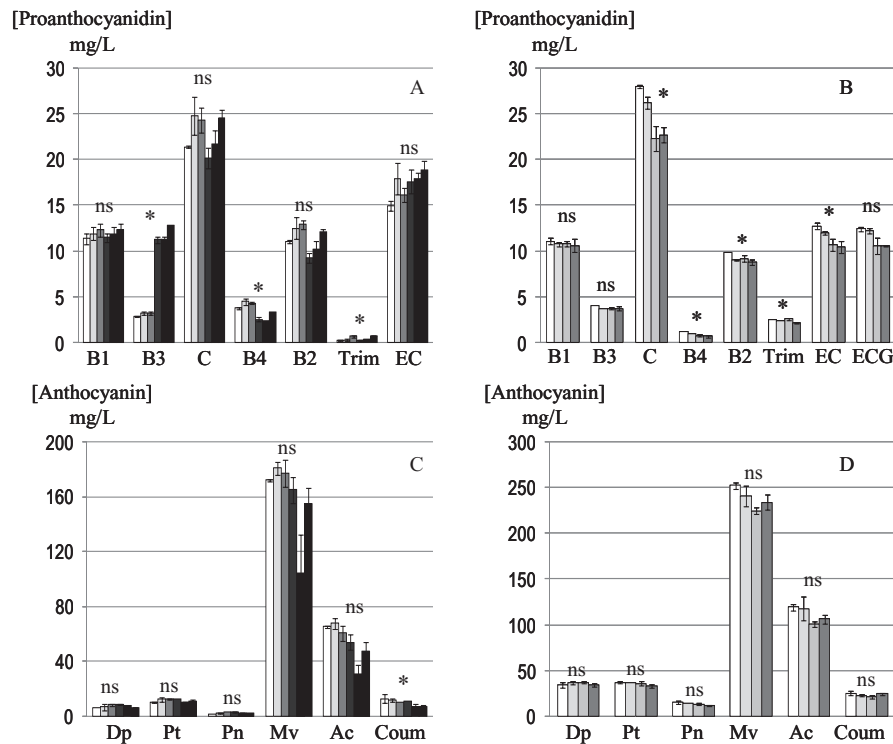 [Proanthocyanidin]
mg/L
30
25
20
15
10
5
0
A
ns
*
ns
*
ns
*
ns
B1 B3 C B4 B2 Trim EC
[Proanthocyanidin]
mg/L
30
25
20
15
10
5
0
B
ns
ns
*
*
*
*
*
ns
B1 B3 C B4 B2 Trim EC ECG
[Anthocyanin]
mg/L
200
160
120
80
40
0
C
ns
ns
ns
ns
ns
*
Dp Pt Pn Mv Ac Coum
[Anthocyanin]
mg/L
300
250
200
150
100
50
0
D
ns
ns
ns
ns
ns
ns
Dp Pt Pn Mv Ac Coum